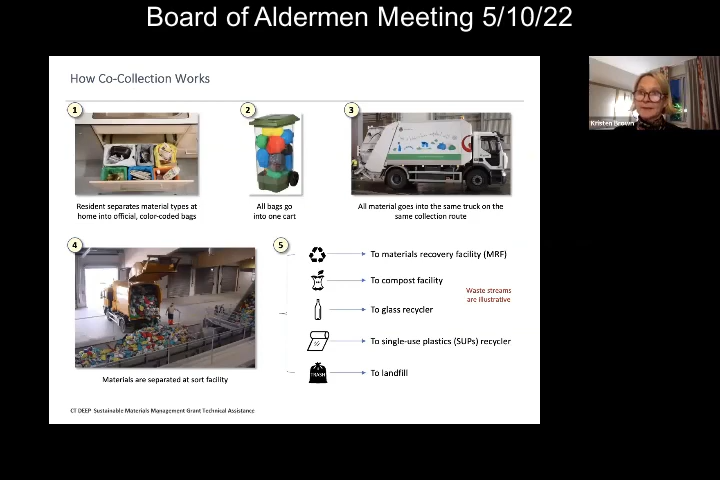 Board of Aldermen Meeting 5/10/22
How Co-Collection Works
1
2
3
Resident separates material types at
home into official, color-coded bags
All bags go
into one cart
All material goes into the same truck on the
same collection route
4
5
Materials are separated at sort facility
To materials recovery facility (MRF)
To compost facility
Waste streams
are illustrative
To glass recycler
To single-use plastics (SUPs) recycler
TRASH
To landfill
CT DEEP Sustainable Materials Management Grant Technical Assistance
Kristen Brown